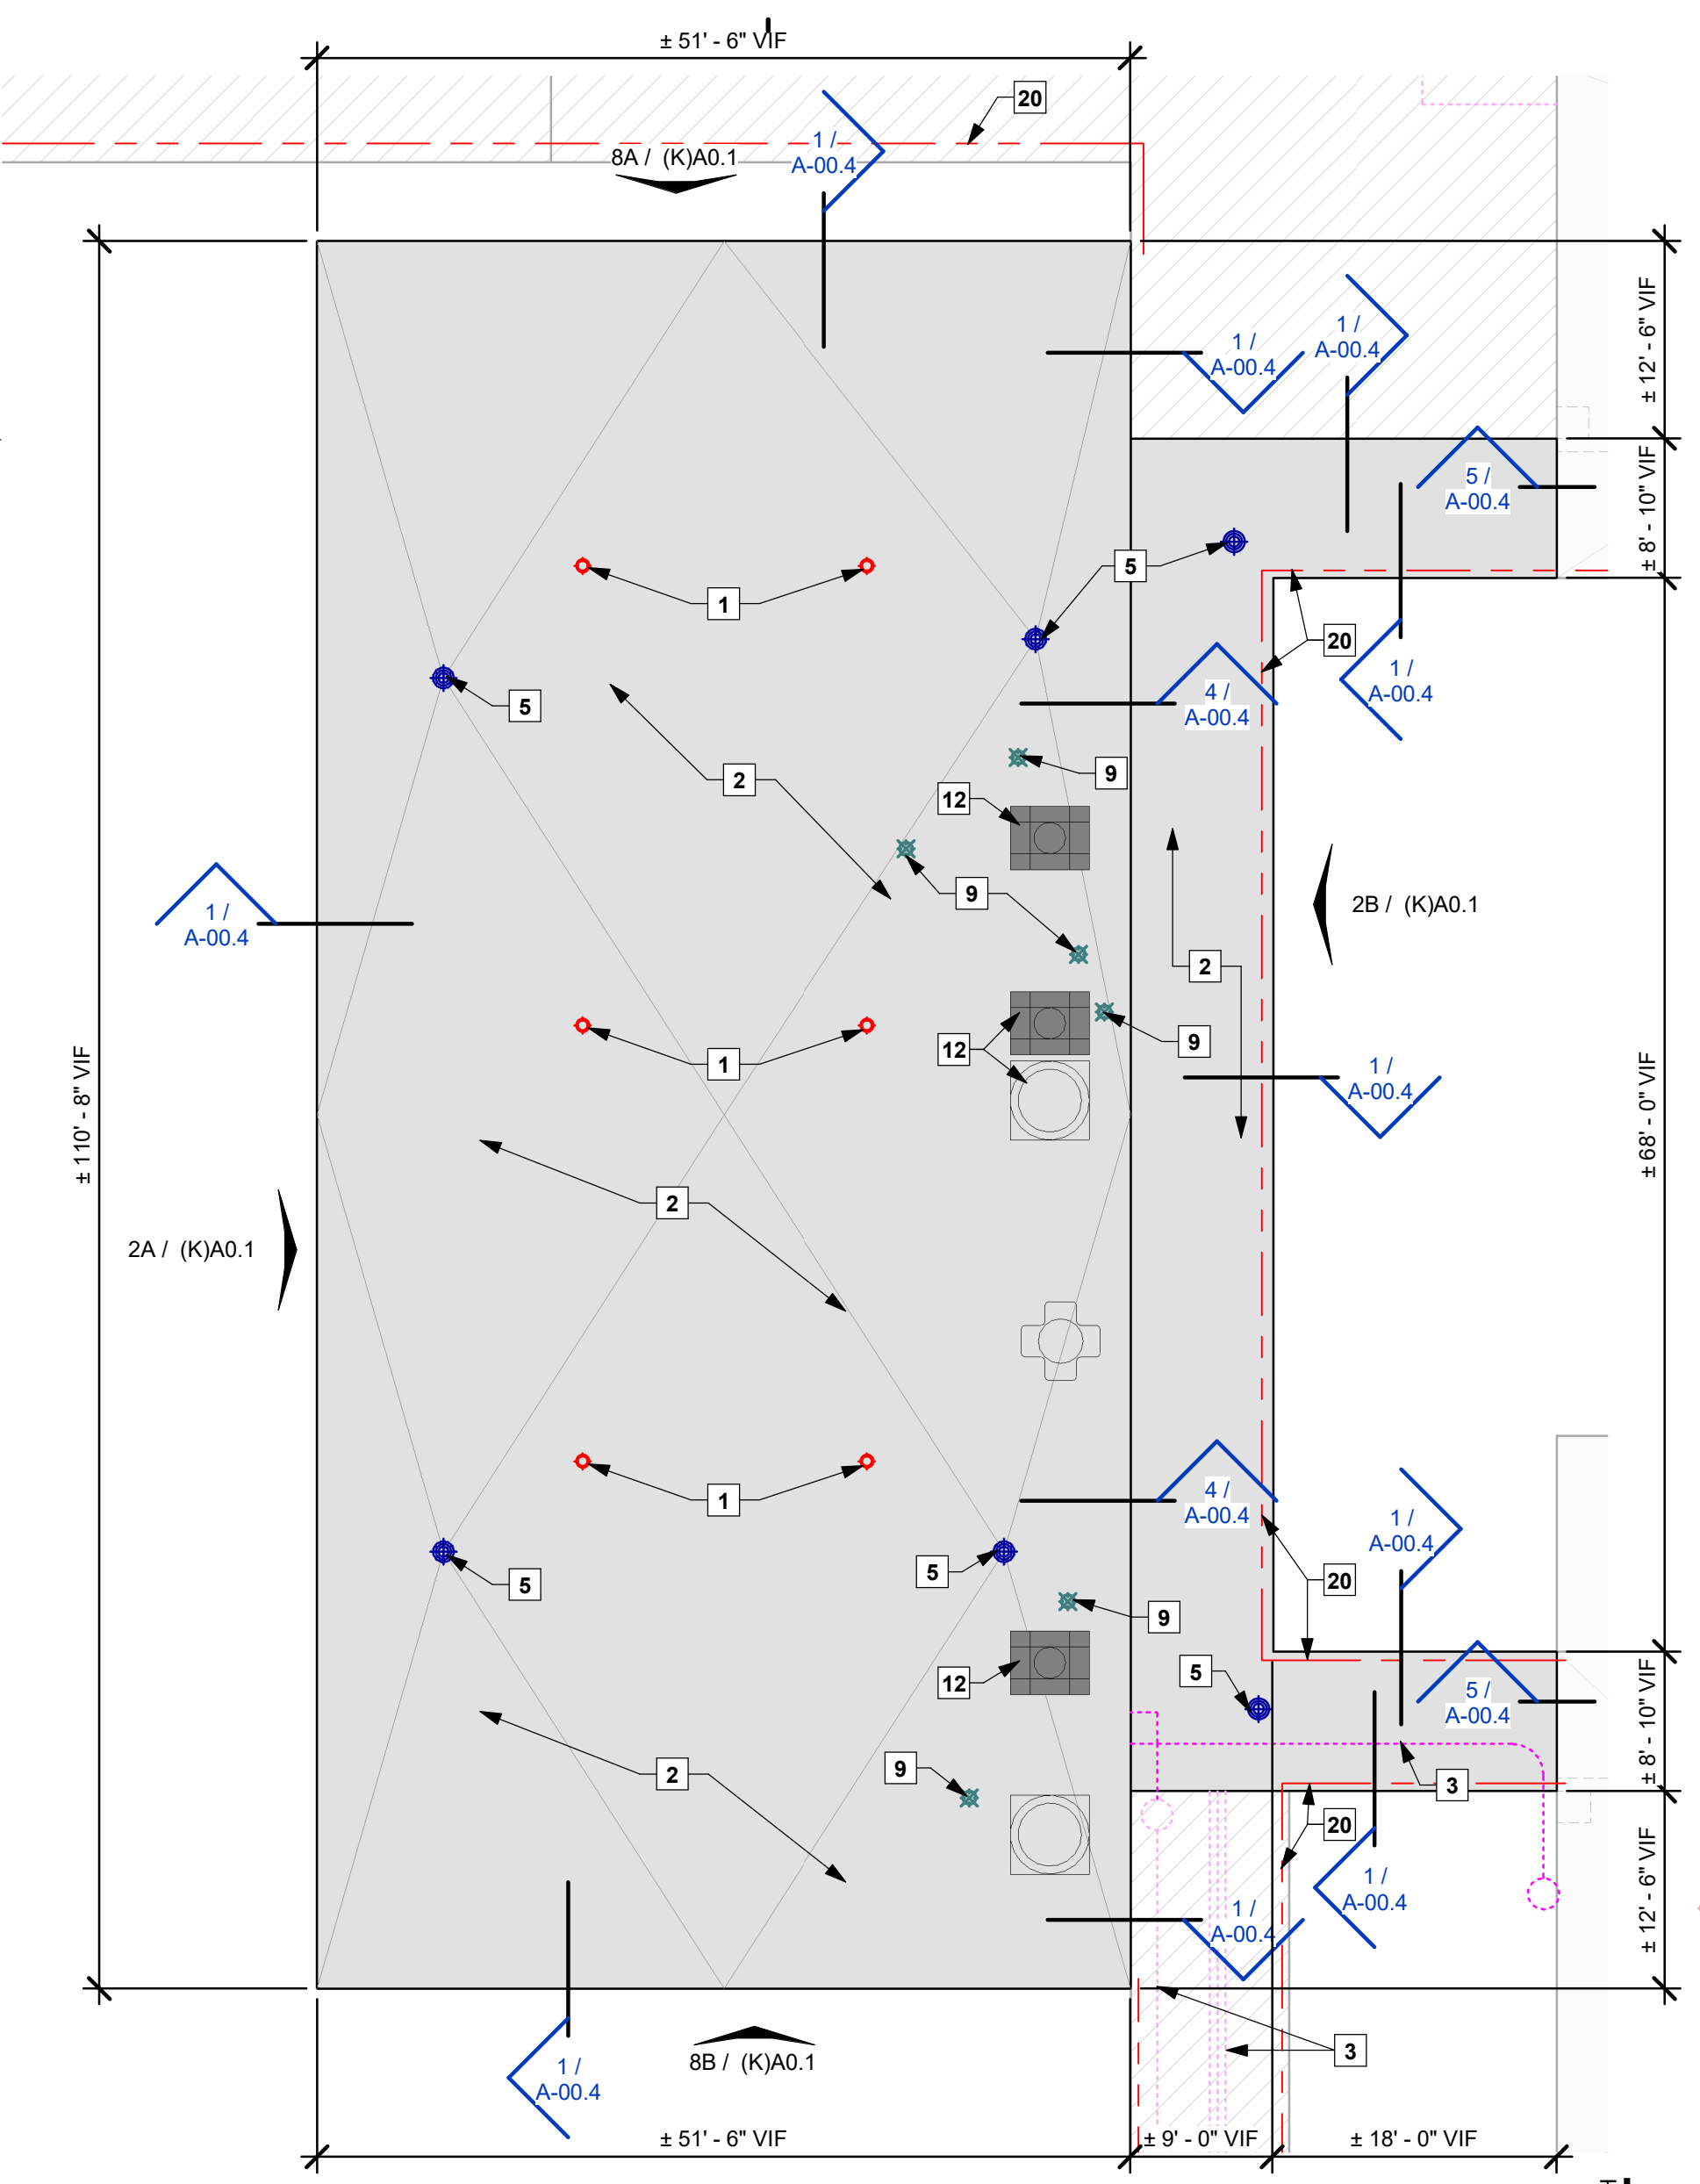 ± 51' - 6" VIF
20
1 /
A-00.4
8A /  (K)A0.1
± 12' - 6" VIF
1 /
A-00.4
1 /
A-00.4
5 /
A-00.4
± 8' - 10" VIF
5
1
20
1 /
A-00.4
4 /
A-00.4
5
2
9
12
9
1 /
A-00.4
2B /  (K)A0.1
2
9
12
1
1 /
A-00.4
± 110' - 8" VIF
± 68' - 0" VIF
2
2A /  (K)A0.1
1
4 /
A-00.4
1 /
A-00.4
5
5
20
9
5
12
5 /
A-00.4
± 8' - 10" VIF
2
9
3
20
1 /
A-00.4
1 /
A-00.4
± 12' - 6" VIF
3
8B /  (K)A0.1
1 /
A-00.4
± 51' - 6" VIF
± 9' - 0" VIF
± 18' - 0" VIF